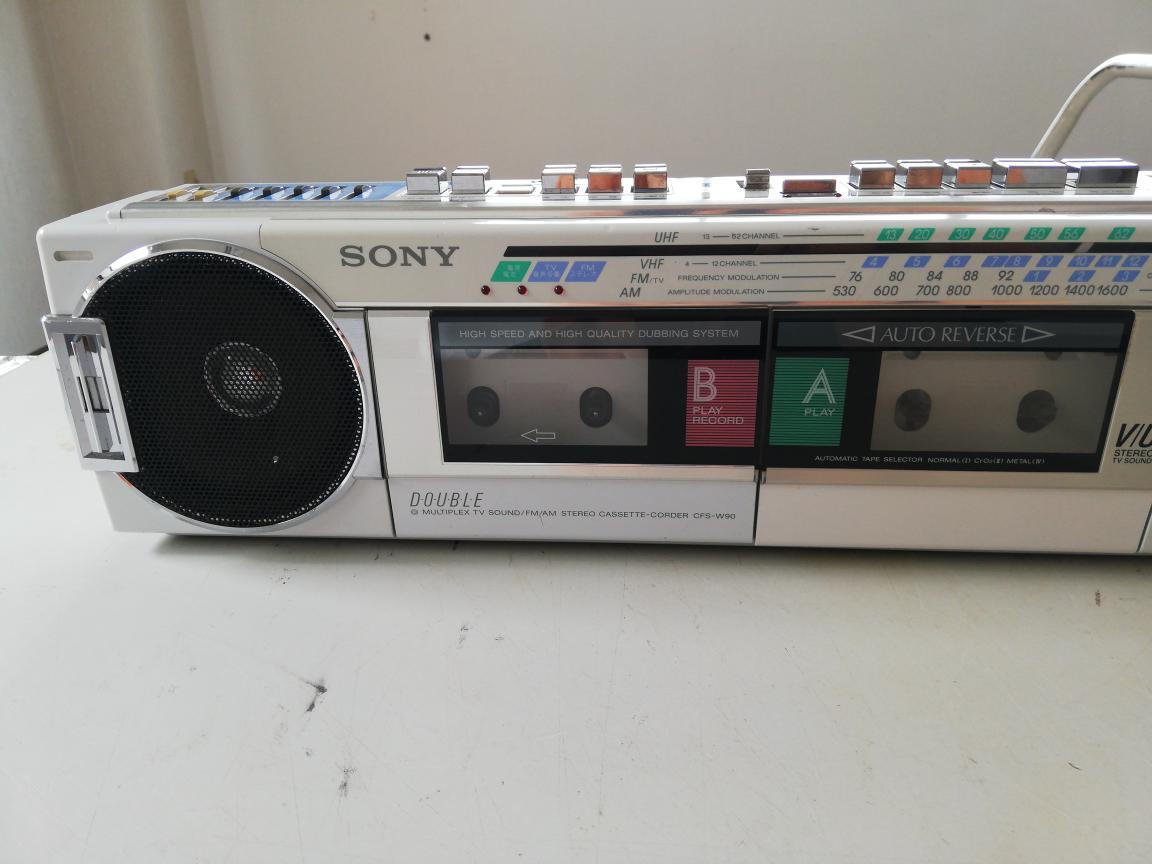 SONY
UHF 13 — 62 CHANNEL 13 20 30 40 50 56 62
VHF 4 — 12 CHANNEL 4 5 6 7 8 9 10 11 12
FM/TV FREQUENCY MODULATION 76 80 84 88 92 1 2 3
AM AMPLITUDE MODULATION 530 600 700 800 1000 1200 1400 1600
TV
FM
HIGH SPEED AND HIGH QUALITY DUBBING SYSTEM
B
PLAY
RECORD
◁ AUTO REVERSE ▷
A
PLAY
AUTOMATIC TAPE SELECTOR NORMAL(I) CrO2(II) METAL(IV)
STEREO
TV SOUND
D·O·U·B·L·E
MULTIPLEX TV SOUND/FM/AM STEREO CASSETTE-CORDER CFS-W90